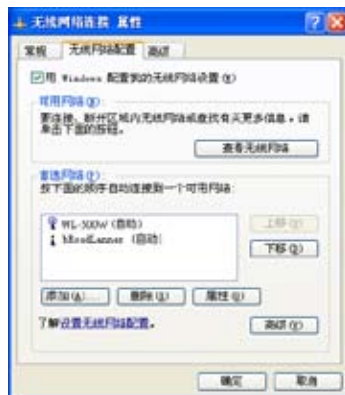 无线网络连接 属性
常规 无线网络配置 高级
用 Windows 配置我的无线网络设置(W)
可用网络(N):
要连接、断开区域内无线网络或查找有关更多信息，请
单击下面的按钮。
查看无线网络
首选网络(P):
按下面的顺序自动连接到一个可用网络:
WL-500W (自动)
上移(U)
(自动)
下移(D)
添加(A)... 删除(R) 属性(O)
了解设置无线网络配置。
高级(V)
确定 取消